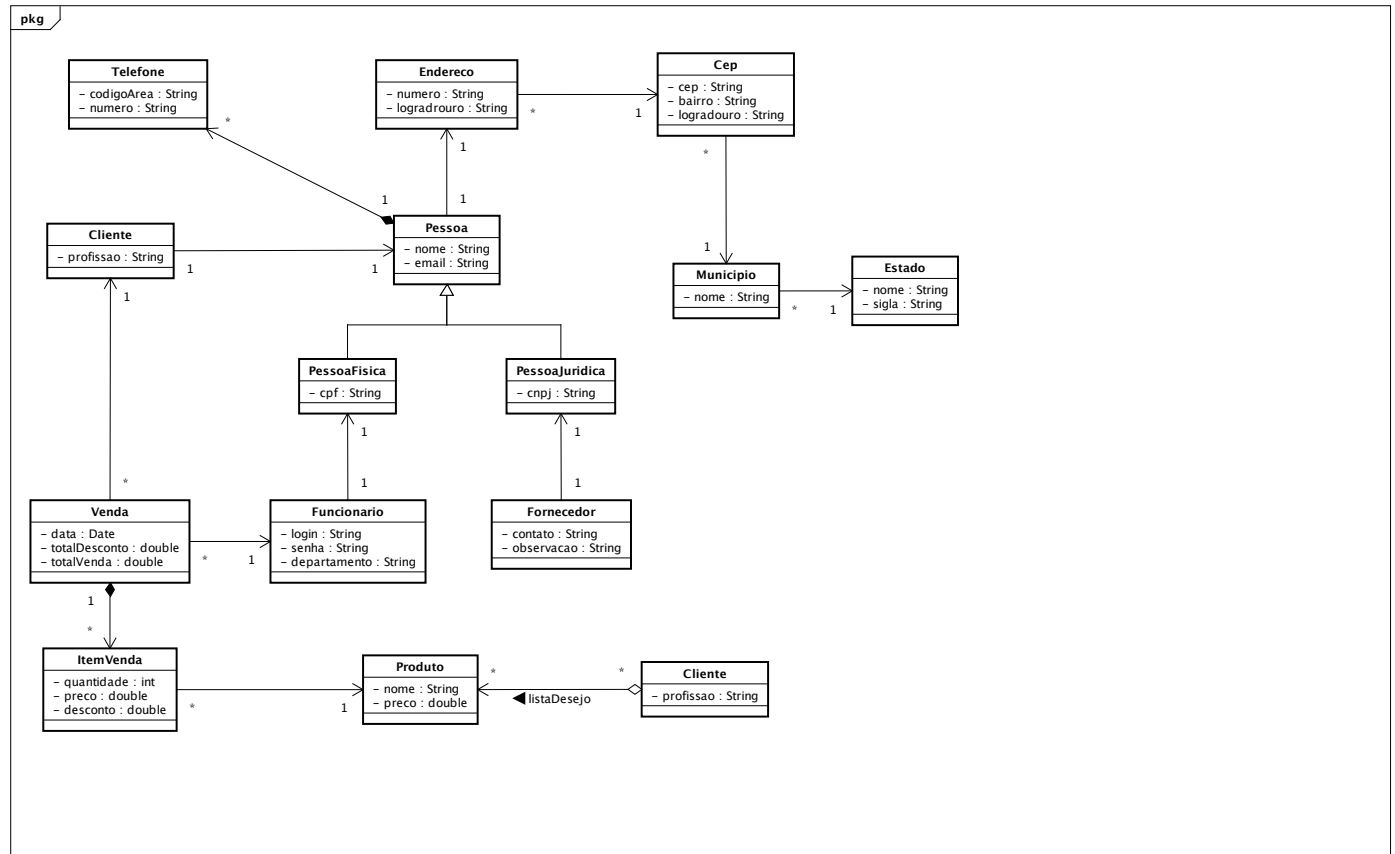 pkg
Telefone
- codigoArea : String
- numero : String
*
1
Endereco
- numero : String
- logradrouro : String
*
1
1
1
Cep
- cep : String
- bairro : String
- logradouro : String
*
1
Cliente
- profissao : String
1
1
1
*
Pessoa
- nome : String
- email : String
Municipio
- nome : String
*
1
Estado
- nome : String
- sigla : String
PessoaFisica
- cpf : String
1
1
PessoaJuridica
- cnpj : String
1
1
Venda
- data : Date
- totalDesconto : double
- totalVenda : double
*
1
1
*
Funcionario
- login : String
- senha : String
- departamento : String
Fornecedor
- contato : String
- observacao : String
ItemVenda
- quantidade : int
- preco : double
- desconto : double
*
1
Produto
- nome : String
- preco : double
*
*
◀ listaDesejo
Cliente
- profissao : String